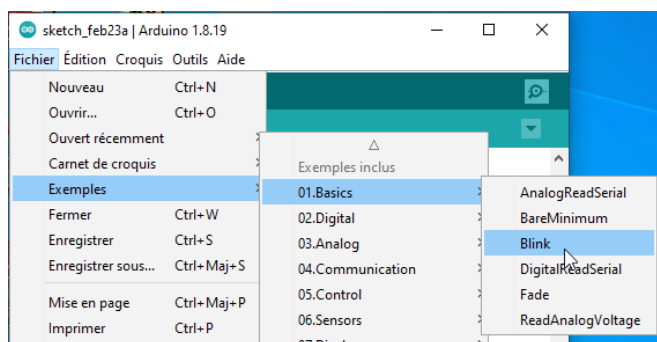 sketch_feb23a | Arduino 1.8.19
Fichier Édition Croquis Outils Aide
Nouveau Ctrl+N
Ouvrir... Ctrl+O
Ouvert récemment
Carnet de croquis
Exemples
Fermer Ctrl+W
Enregistrer Ctrl+S
Enregistrer sous... Ctrl+Maj+S
Mise en page Ctrl+Maj+P
Imprimer Ctrl+P
Exemples inclus
01.Basics
02.Digital
03.Analog
04.Communication
05.Control
06.Sensors
AnalogReadSerial
BareMinimum
Blink
DigitalReadSerial
Fade
ReadAnalogVoltage